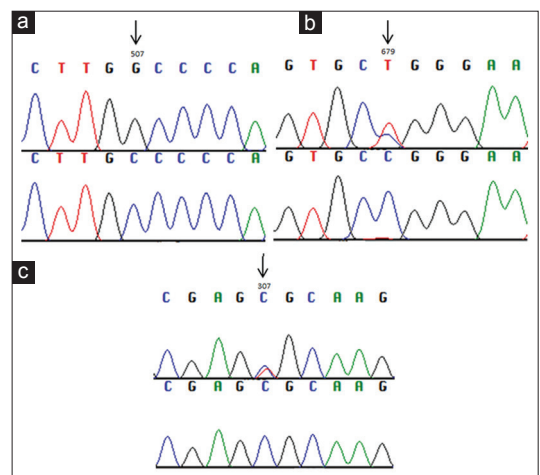 a
507
C T T G G C C C C A
C T T G C C C C C A
b
679
G T G C T G G G A A
G T G C C G G G A A
c
307
C G A G C G C A A G
C G A G C G C A A G